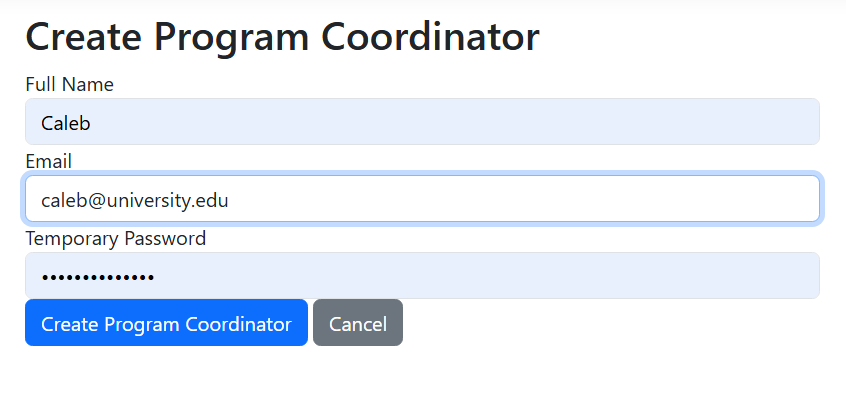 Create Program Coordinator
Full Name
Caleb
Email
caleb@university.edu
Temporary Password
••••••••••••••
Create Program Coordinator Cancel